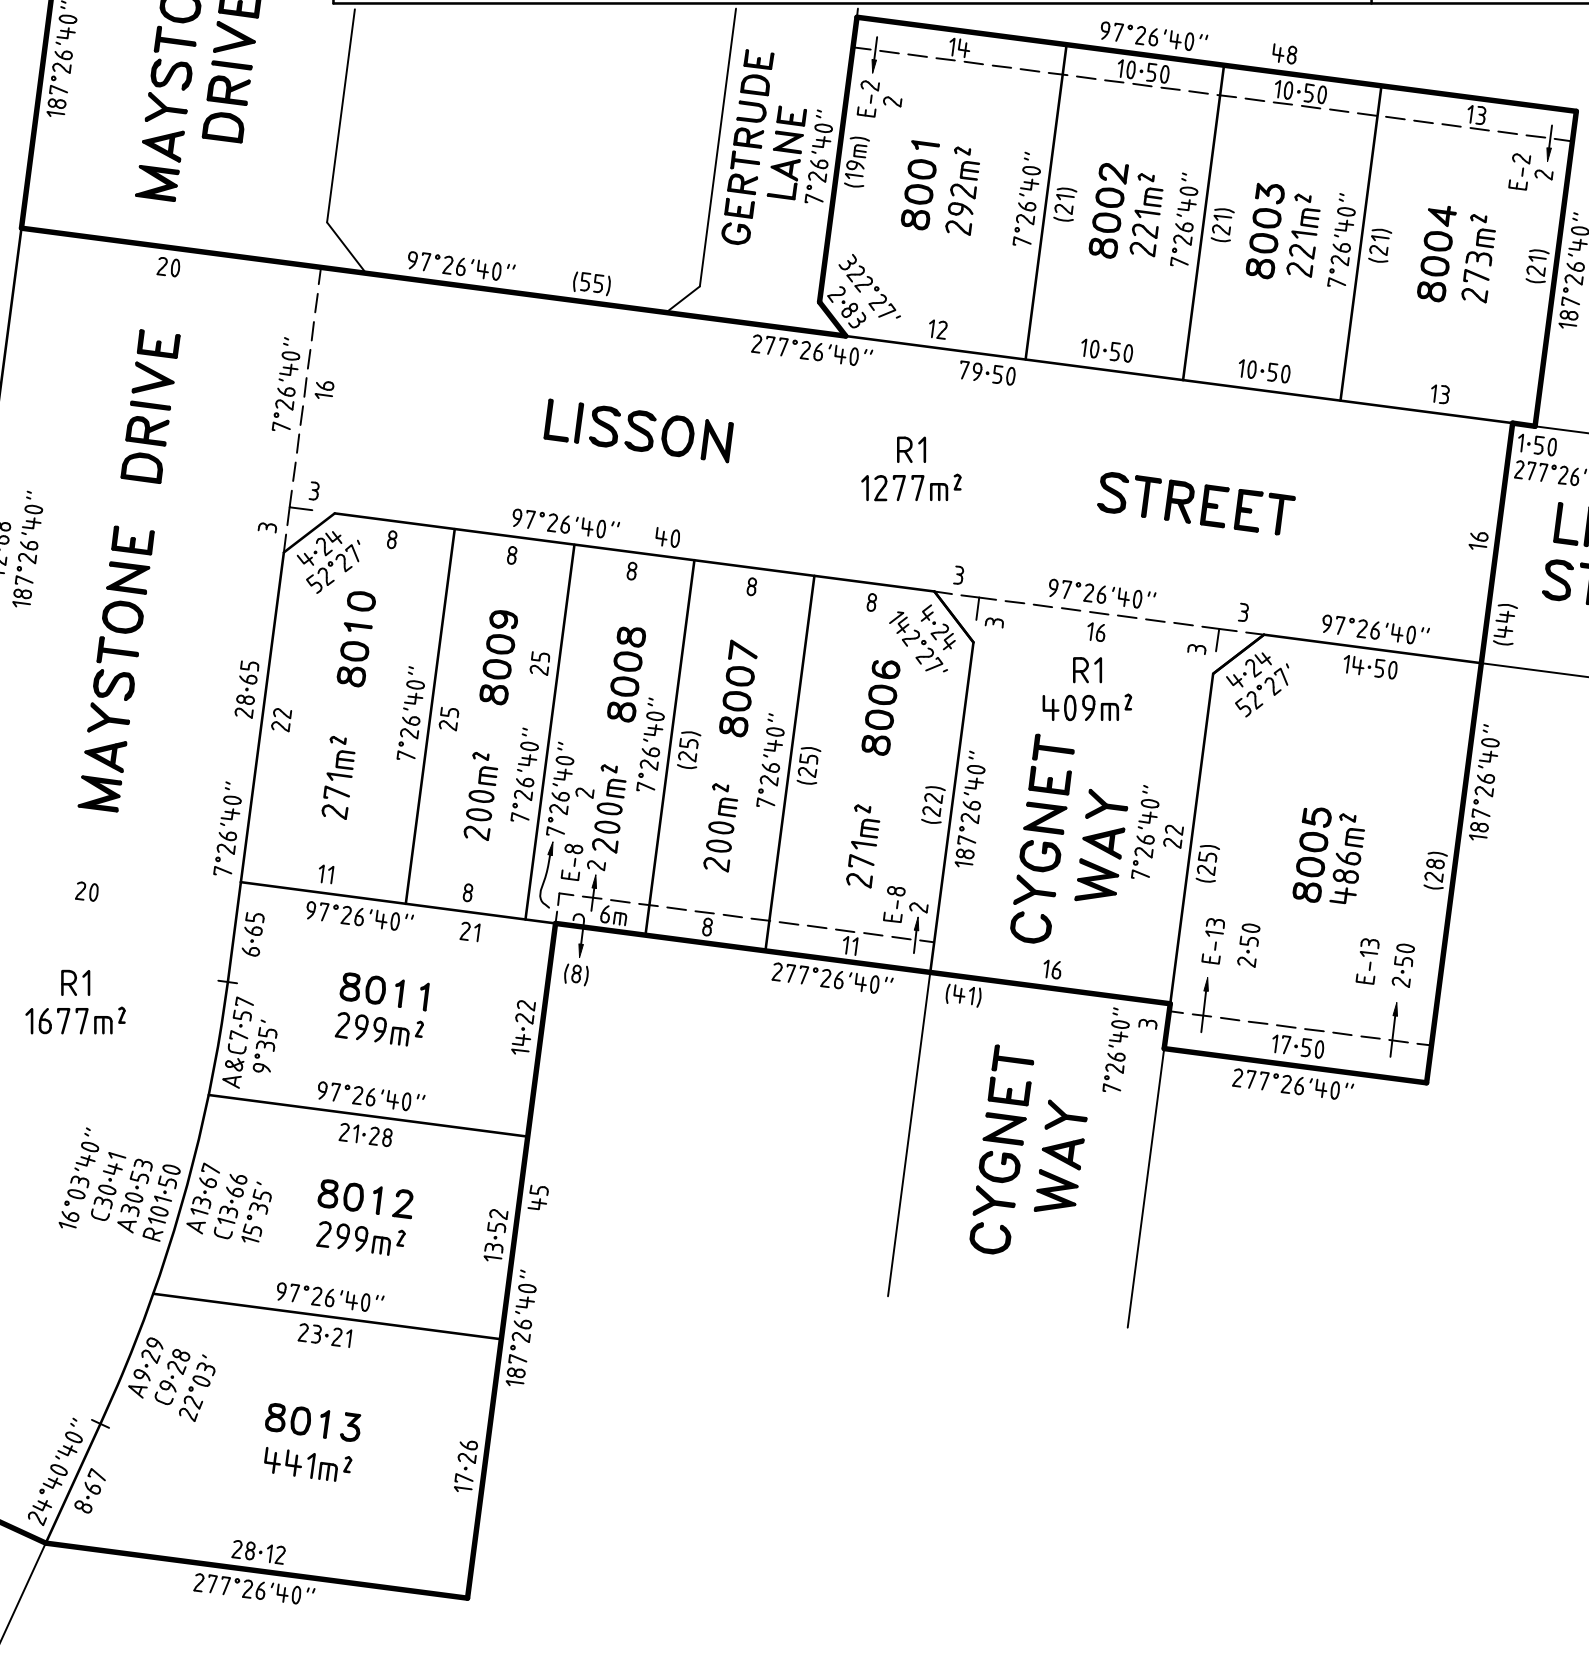 187°26'40"
MAYSTO
DRIVE
GERTRUDE
LANE
7°26'40"
(19m)
97°26'40"
48
14
10·50
10·50
13
E-2
2
8001
292m²
7°26'40"
(21)
8002
221m²
7°26'40"
(21)
8003
221m²
7°26'40"
(21)
8004
273m²
E-2
2
(21)
187°26'40"
322°27'
2·83
12
10·50
10·50
13
20
97°26'40"
(55)
277°26'40"
79·50
1·50
277°26'
7°26'40"
16
LISSON
STREET
R1
1277m²
16
(44)
MAYSTONE DRIVE
187°26'40"
3
3
4·24
52°27'
97°26'40"
40
8
8
8
8
8
3
97°26'40"
3
16
3
3
97°26'40"
14·50
4·24
142°27'
4·24
52°27'
28·65
22
7°26'40"
8010
271m²
7°26'40"
25
8009
200m²
25
7°26'40"
7°26'40"
8008
200m²
7°26'40"
(25)
8007
200m²
7°26'40"
(25)
8006
271m²
(22)
187°26'40"
R1
409m²
CYGNET
WAY
7°26'40"
22
(25)
8005
486m²
(28)
187°26'40"
E-8
2
2
E-8
2
E-13
2·50
E-13
2·50
20
11
97°26'40"
8
21
6m
(8)
8
11
277°26'40"
(41)
16
7°26'40"
3
17·50
277°26'40"
R1
1677m²
6·65
A&C7·57
9°35'
8011
299m²
14·22
97°26'40"
21·28
CYGNET
WAY
16°03'40"
C30·41
A30·53
R101·50
A13·67
C13·66
15°35'
8012
299m²
13·52
45
187°26'40"
97°26'40"
23·21
A9·29
C9·28
22°03'
8013
441m²
17·26
24°40'40"
8·67
28·12
277°26'40"